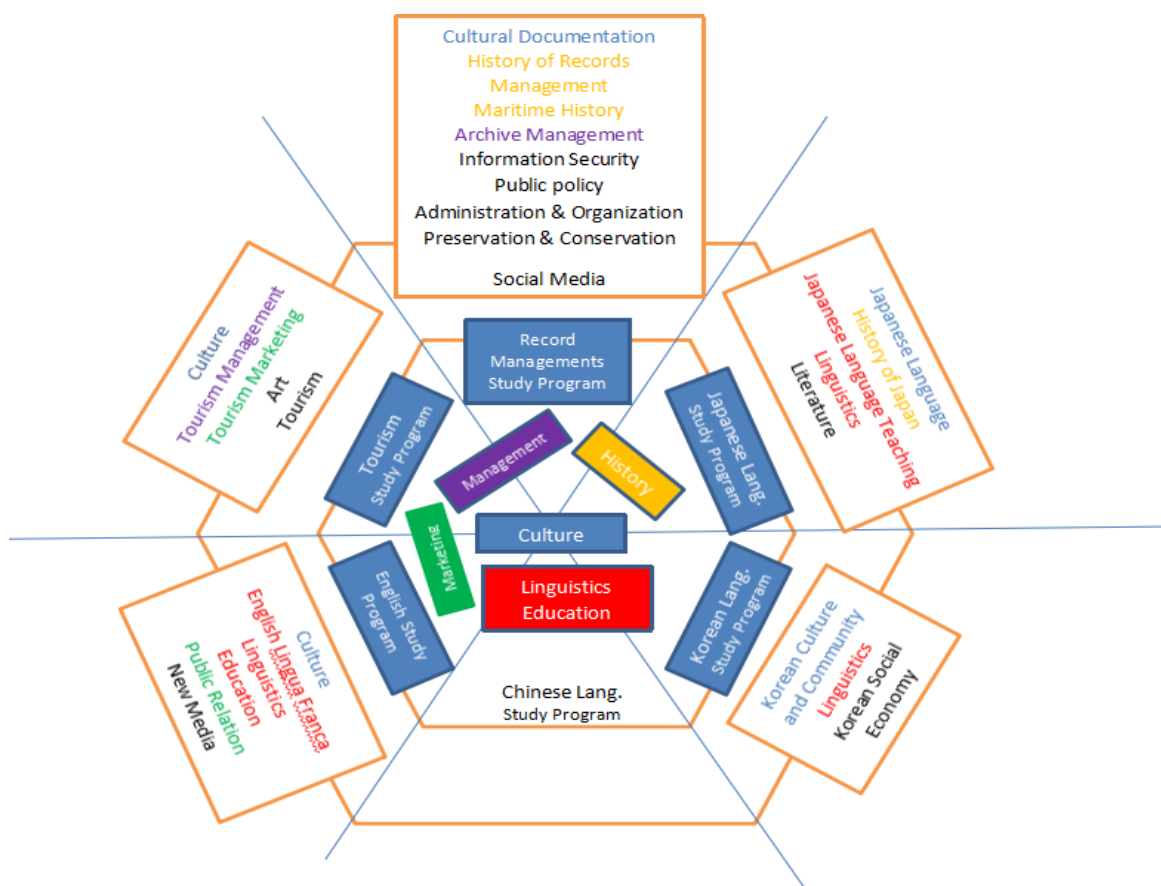 Cultural Documentation
History of Records
Management
Maritime History
Archive Management
Information Security
Public policy
Administration & Organization
Preservation & Conservation
Social Media
Culture
Tourism Management
Tourism Marketing
Art
Tourism
Japanese Language
History of Japan
Japanese Language Teaching
Linguistics
Literature
Record
Managements
Study Program
Tourism
Study Program
Japanese Lang.
Study Program
Management
History
Marketing
Culture
Linguistics
Education
English Study
Program
Korean Lang.
Study Program
Chinese Lang.
Study Program
Culture
English Lingua Franca
Linguistics
Education
Public Relation
New Media
Korean Culture
and Community
Linguistics
Korean Social
Economy